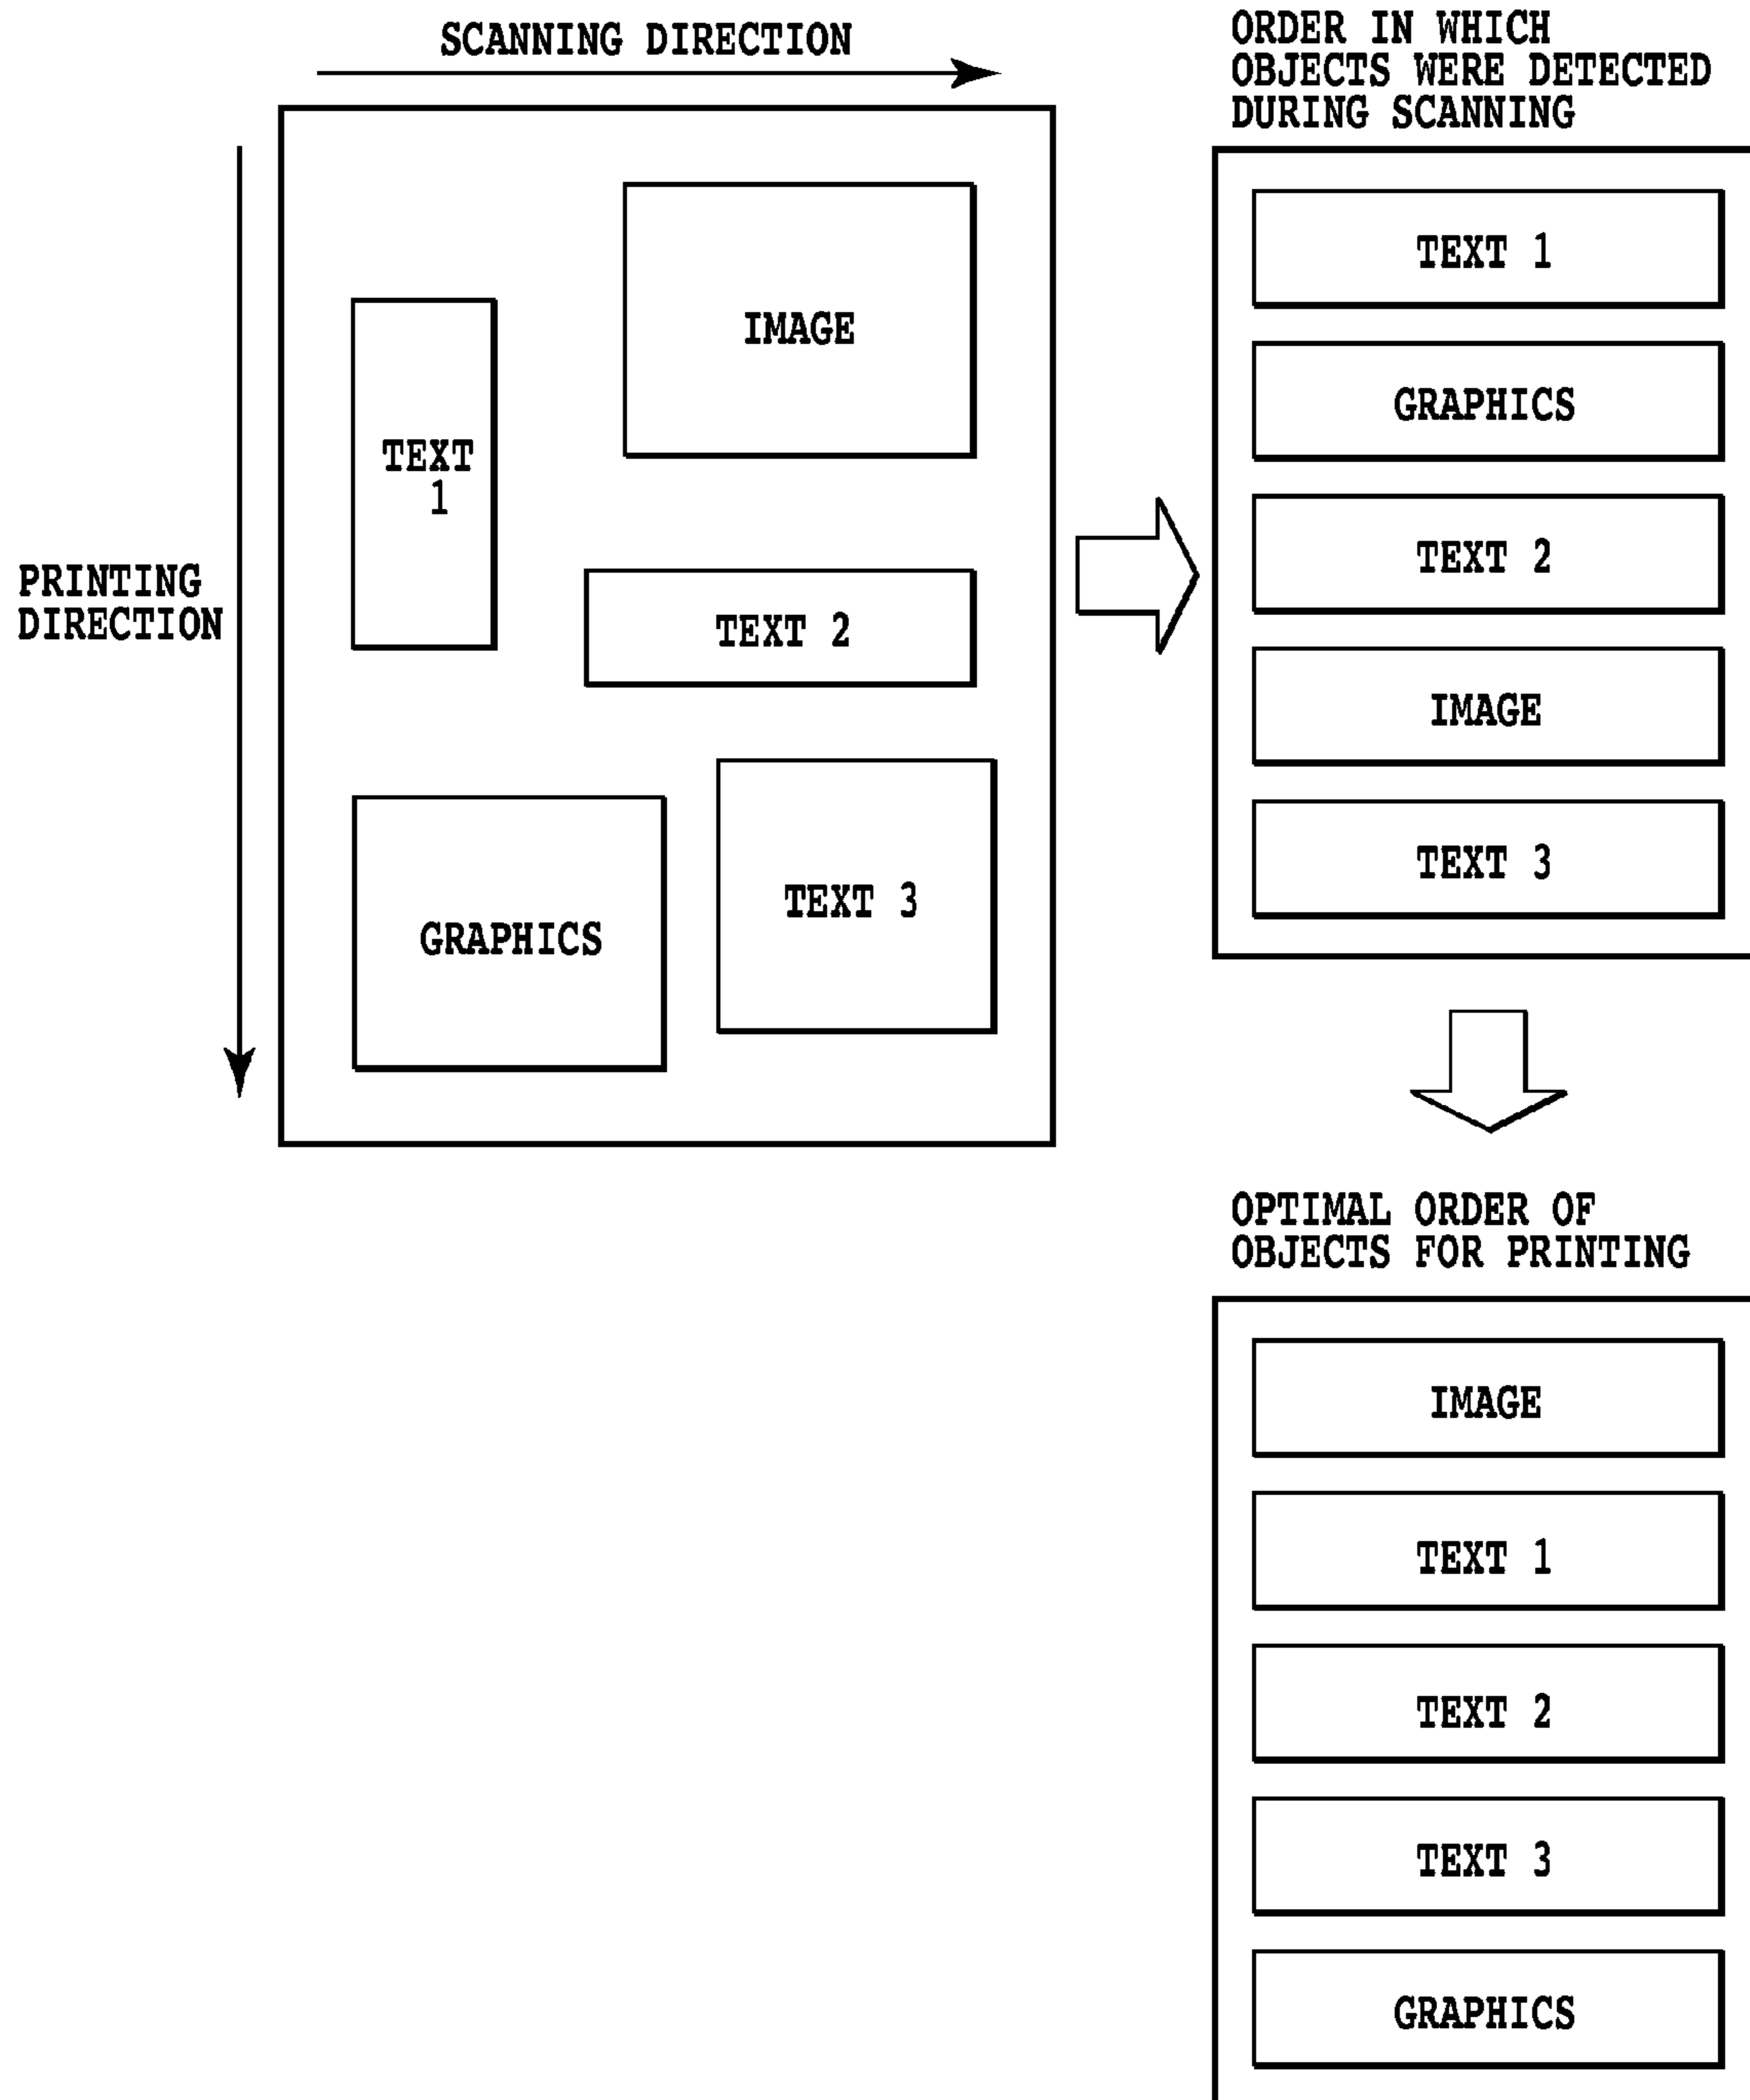 SCANNING DIRECTION
PRINTING
DIRECTION
IMAGE
TEXT
1
TEXT 2
TEXT 3
GRAPHICS
ORDER IN WHICH
OBJECTS WERE DETECTED
DURING SCANNING
TEXT 1
GRAPHICS
TEXT 2
IMAGE
TEXT 3
OPTIMAL ORDER OF
OBJECTS FOR PRINTING
IMAGE
TEXT 1
TEXT 2
TEXT 3
GRAPHICS